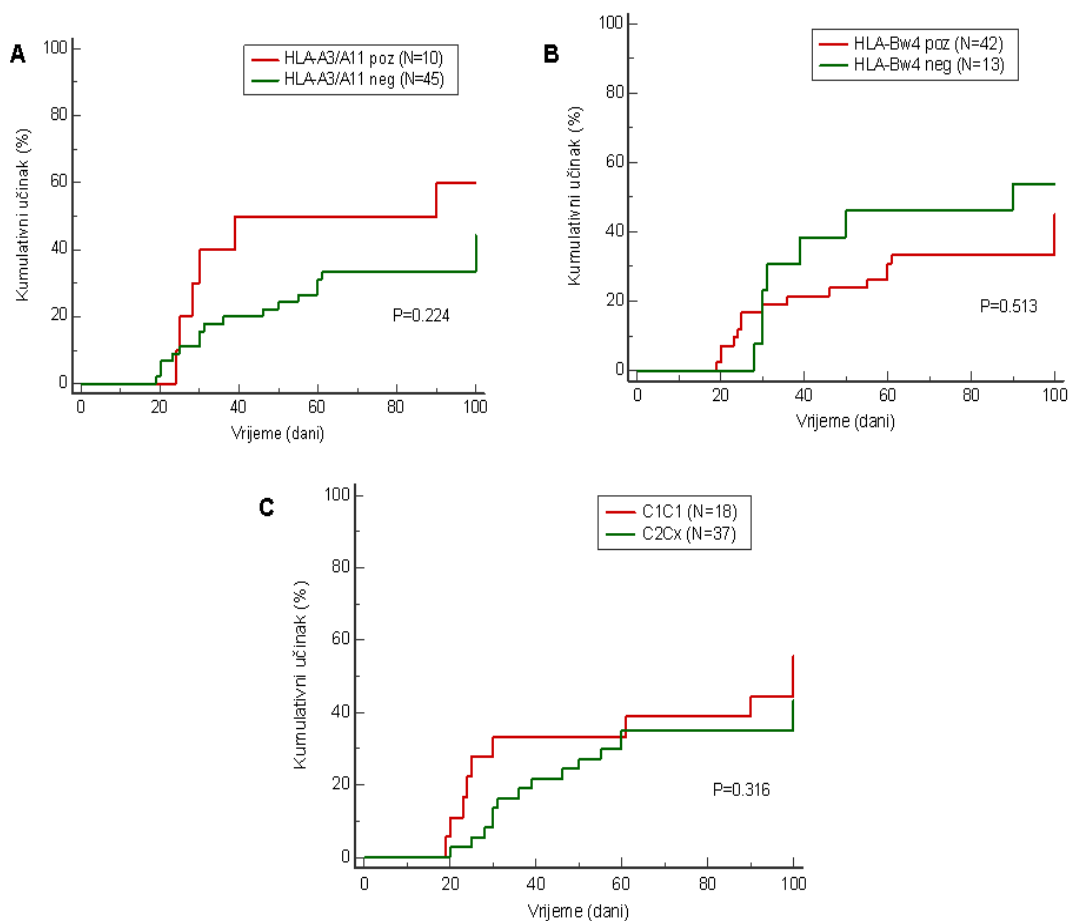 A
HLA-A3/A11 poz (N=10)
HLA-A3/A11 neg (N=45)
Kumulativni učinak (%)
100
80
60
40
20
0
P=0.224
0 20 40 60 80 100
Vrijeme (dani)
B
HLA-Bw4 poz (N=42)
HLA-Bw4 neg (N=13)
Kumulativni učinak (%)
100
80
60
40
20
0
P=0.513
0 20 40 60 80 100
Vrijeme (dani)
C
C1C1 (N=18)
C2Cx (N=37)
Kumulativni učinak (%)
100
80
60
40
20
0
P=0.316
0 20 40 60 80 100
Vrijeme (dani)